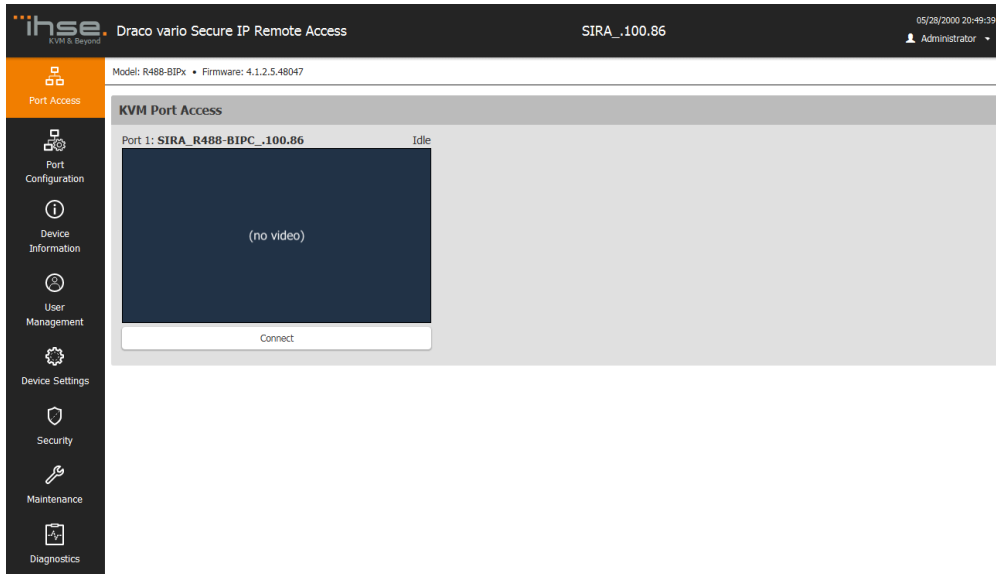 ihse.
KVM & Beyond
Draco vario Secure IP Remote Access
SIRA_.100.86
05/28/2000 20:49:39
Administrator
Port Access
Port
Configuration
Device
Information
User
Management
Device Settings
Security
Maintenance
Diagnostics
Model: R488-BIPx • Firmware: 4.1.2.5.48047
KVM Port Access
Port 1: SIRA_R488-BIPC_.100.86 Idle
(no video)
Connect